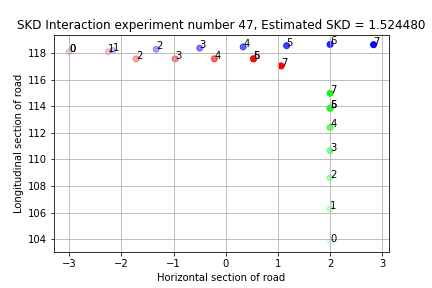 SKD Interaction experiment number 47, Estimated SKD = 1.524480
118
116
114
112
110
108
106
104
Longitudinal section of road
0 1 1 2 3 4 5 6 7
2 3 4 5 6 7
7
5 6
4
3
2
1
0
−3 −2 −1 0 1 2 3
Horizontal section of road